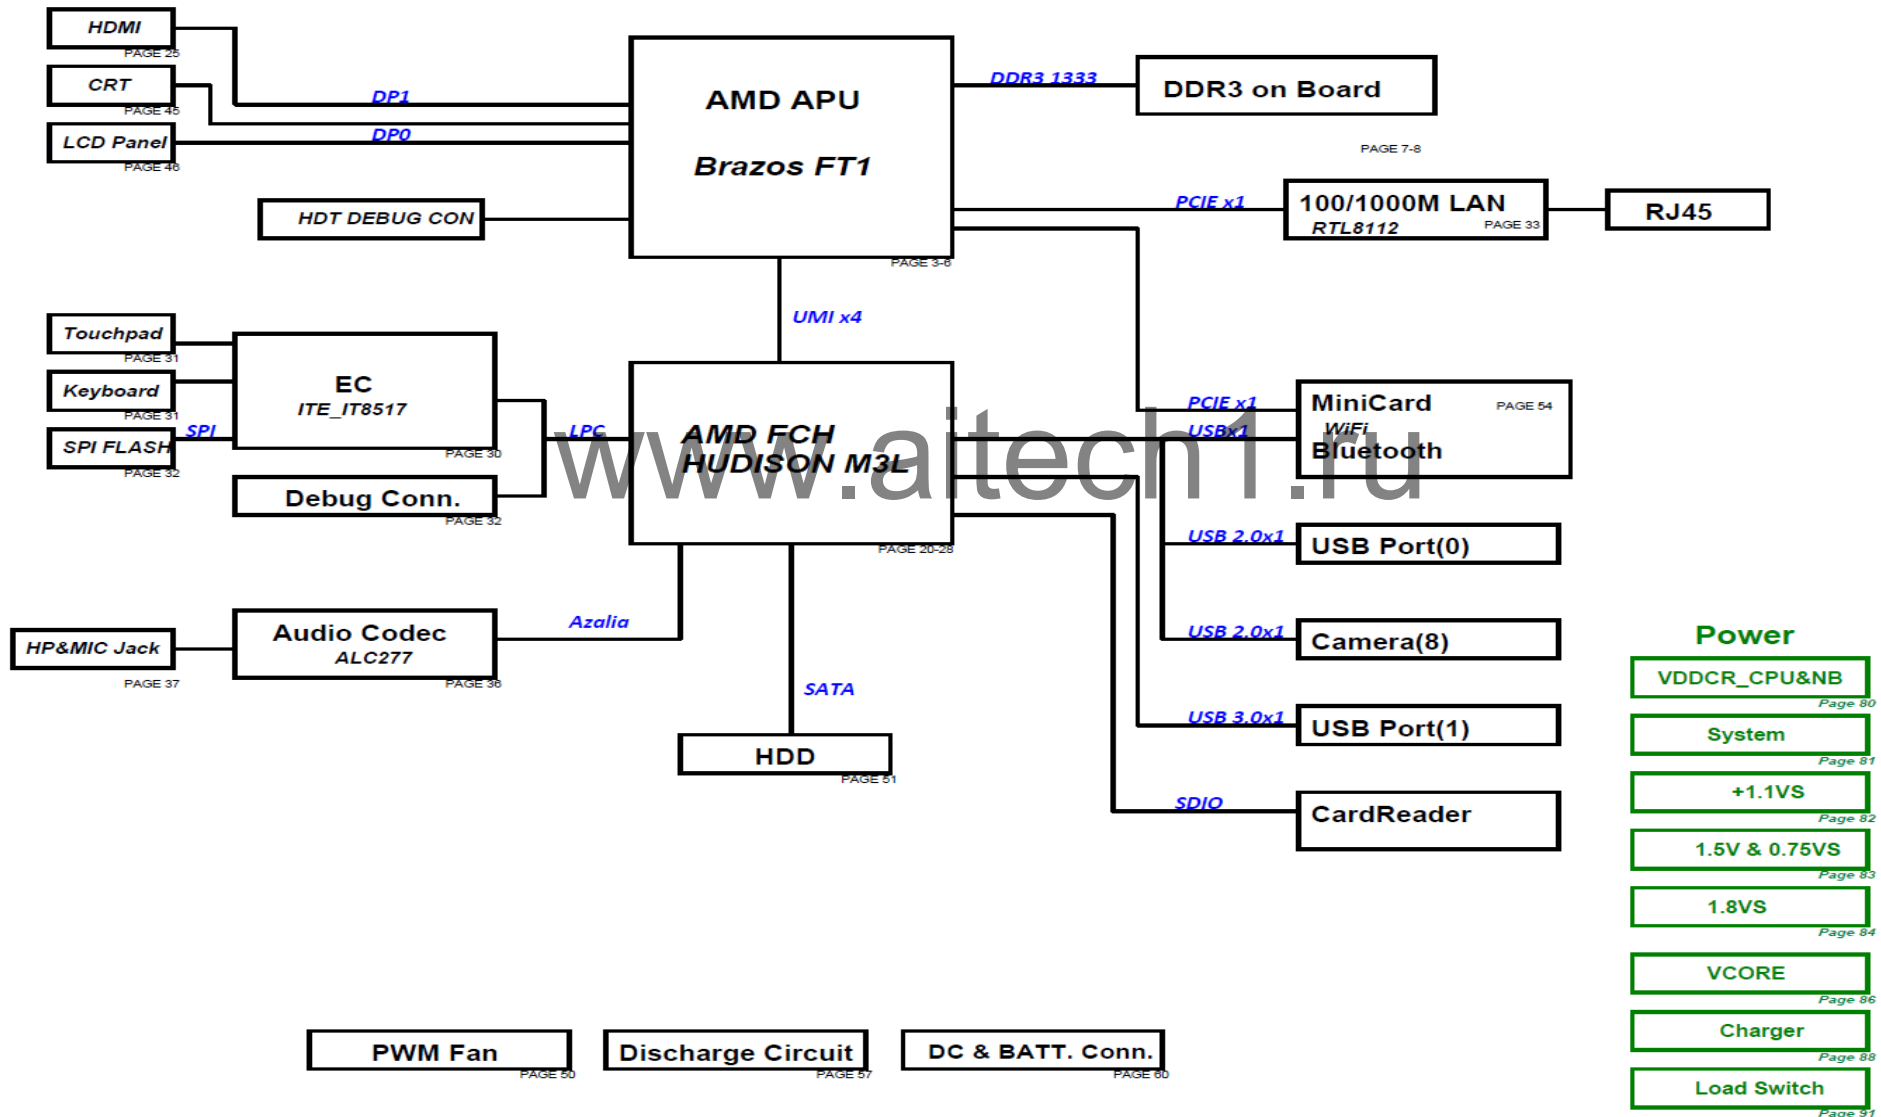 HDMI
PAGE 25
CRT
PAGE 45
LCD Panel
PAGE 46
DP1
DP0
HDT DEBUG CON
AMD APU
Brazos FT1
PAGE 3-6
DDR3 1333
DDR3 on Board
PAGE 7-8
PCIE x1
100/1000M LAN
RTL8112
PAGE 33
RJ45
UMI x4
Touchpad
PAGE 31
Keyboard
PAGE 31
SPI FLASH
PAGE 32
SPI
EC
ITE_IT8517
PAGE 30
Debug Conn.
PAGE 32
LPC
AMD FCH
HUDISON M3L
PAGE 20-28
www.aitech1.ru
PCIE x1
USBx1
MiniCard
WiFi
Bluetooth
PAGE 54
USB 2.0x1
USB Port(0)
USB 2.0x1
Camera(8)
USB 3.0x1
USB Port(1)
SDIO
CardReader
HP&MIC Jack
PAGE 37
Audio Codec
ALC277
PAGE 36
Azalia
SATA
HDD
PAGE 51
Power
VDDCR_CPU&NB
Page 80
System
Page 81
+1.1VS
Page 82
1.5V & 0.75VS
Page 83
1.8VS
Page 84
VCORE
Page 86
Charger
Page 88
Load Switch
Page 91
PWM Fan
PAGE 50
Discharge Circuit
PAGE 57
DC & BATT. Conn.
PAGE 60